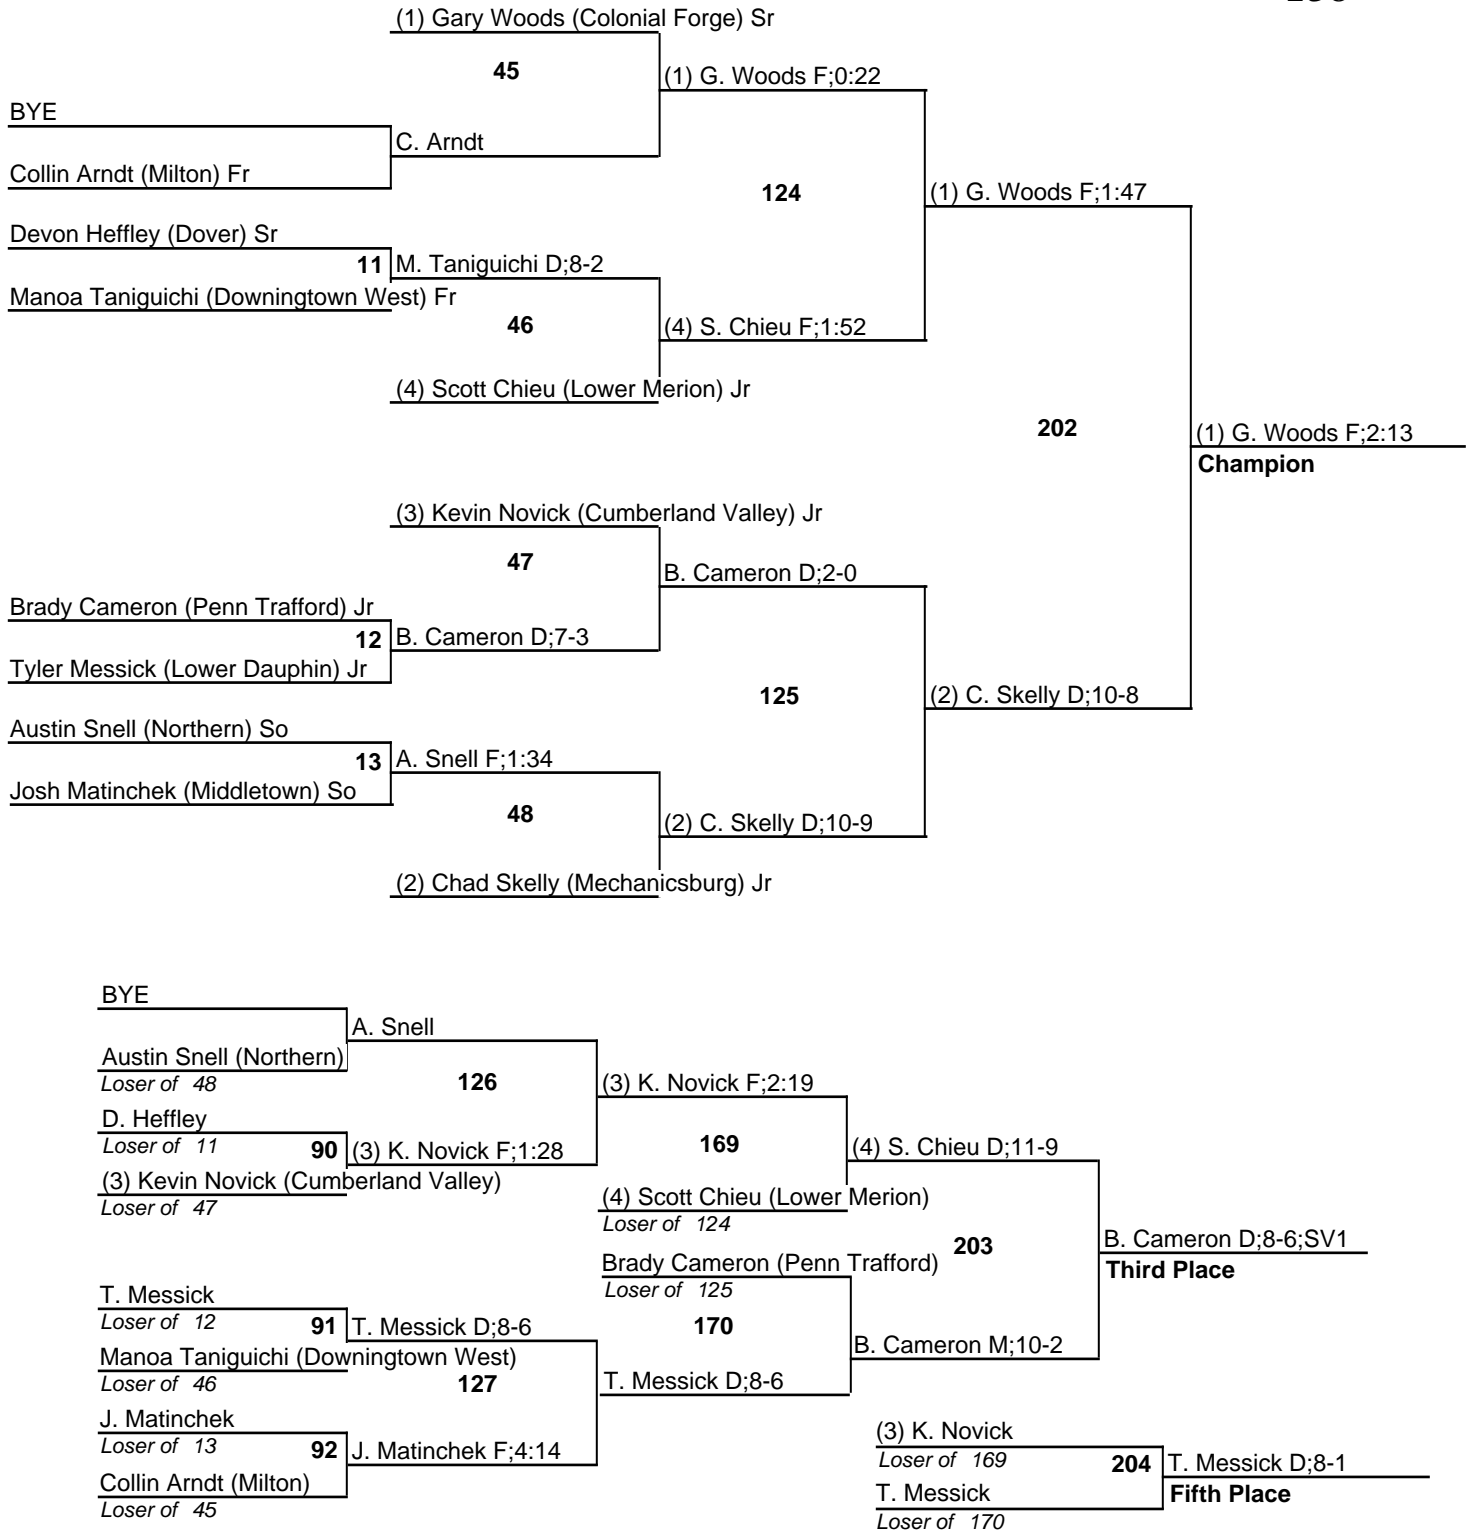 (1) Gary Woods (Colonial Forge) Sr
45
(1) G. Woods F;0:22
BYE
C. Arndt
Collin Arndt (Milton) Fr
124
(1) G. Woods F;1:47
Devon Heffley (Dover) Sr
11 M. Taniguichi D;8-2
Manoa Taniguichi (Downingtown West) Fr
46
(4) S. Chieu F;1:52
(4) Scott Chieu (Lower Merion) Jr
202
(1) G. Woods F;2:13
Champion
(3) Kevin Novick (Cumberland Valley) Jr
47
B. Cameron D;2-0
Brady Cameron (Penn Trafford) Jr
12 B. Cameron D;7-3
Tyler Messick (Lower Dauphin) Jr
125
(2) C. Skelly D;10-8
Austin Snell (Northern) So
13 A. Snell F;1:34
Josh Matinchek (Middletown) So
48
(2) C. Skelly D;10-9
(2) Chad Skelly (Mechanicsburg) Jr
BYE
A. Snell
Austin Snell (Northern)
Loser of 48
126
(3) K. Novick F;2:19
D. Heffley
Loser of 11
90 (3) K. Novick F;1:28
(3) Kevin Novick (Cumberland Valley)
Loser of 47
169
(4) S. Chieu D;11-9
(4) Scott Chieu (Lower Merion)
Loser of 124
203
B. Cameron D;8-6;SV1
Third Place
Brady Cameron (Penn Trafford)
Loser of 125
T. Messick
Loser of 12
91 T. Messick D;8-6
170
Manoa Taniguichi (Downingtown West)
Loser of 46
127
B. Cameron M;10-2
T. Messick D;8-6
J. Matinchek
Loser of 13
92 J. Matinchek F;4:14
Collin Arndt (Milton)
Loser of 45
(3) K. Novick
Loser of 169
204 T. Messick D;8-1
Fifth Place
T. Messick
Loser of 170